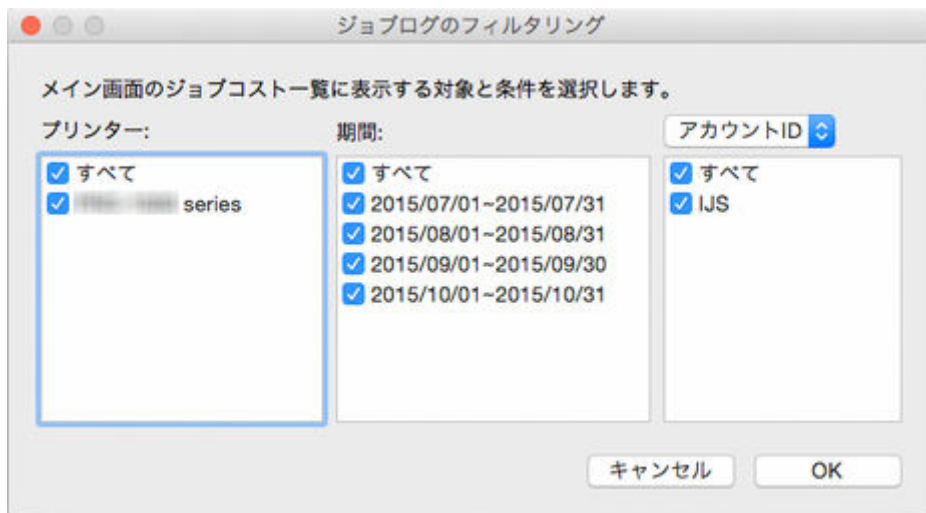 ジョブログのフィルタリング
メイン画面のジョブコスト一覧に表示する対象と条件を選択します。
プリンター:
期間:
アカウントID
すべて
series
すべて
2015/07/01~2015/07/31
2015/08/01~2015/08/31
2015/09/01~2015/09/30
2015/10/01~2015/10/31
すべて
IJS
キャンセル
OK